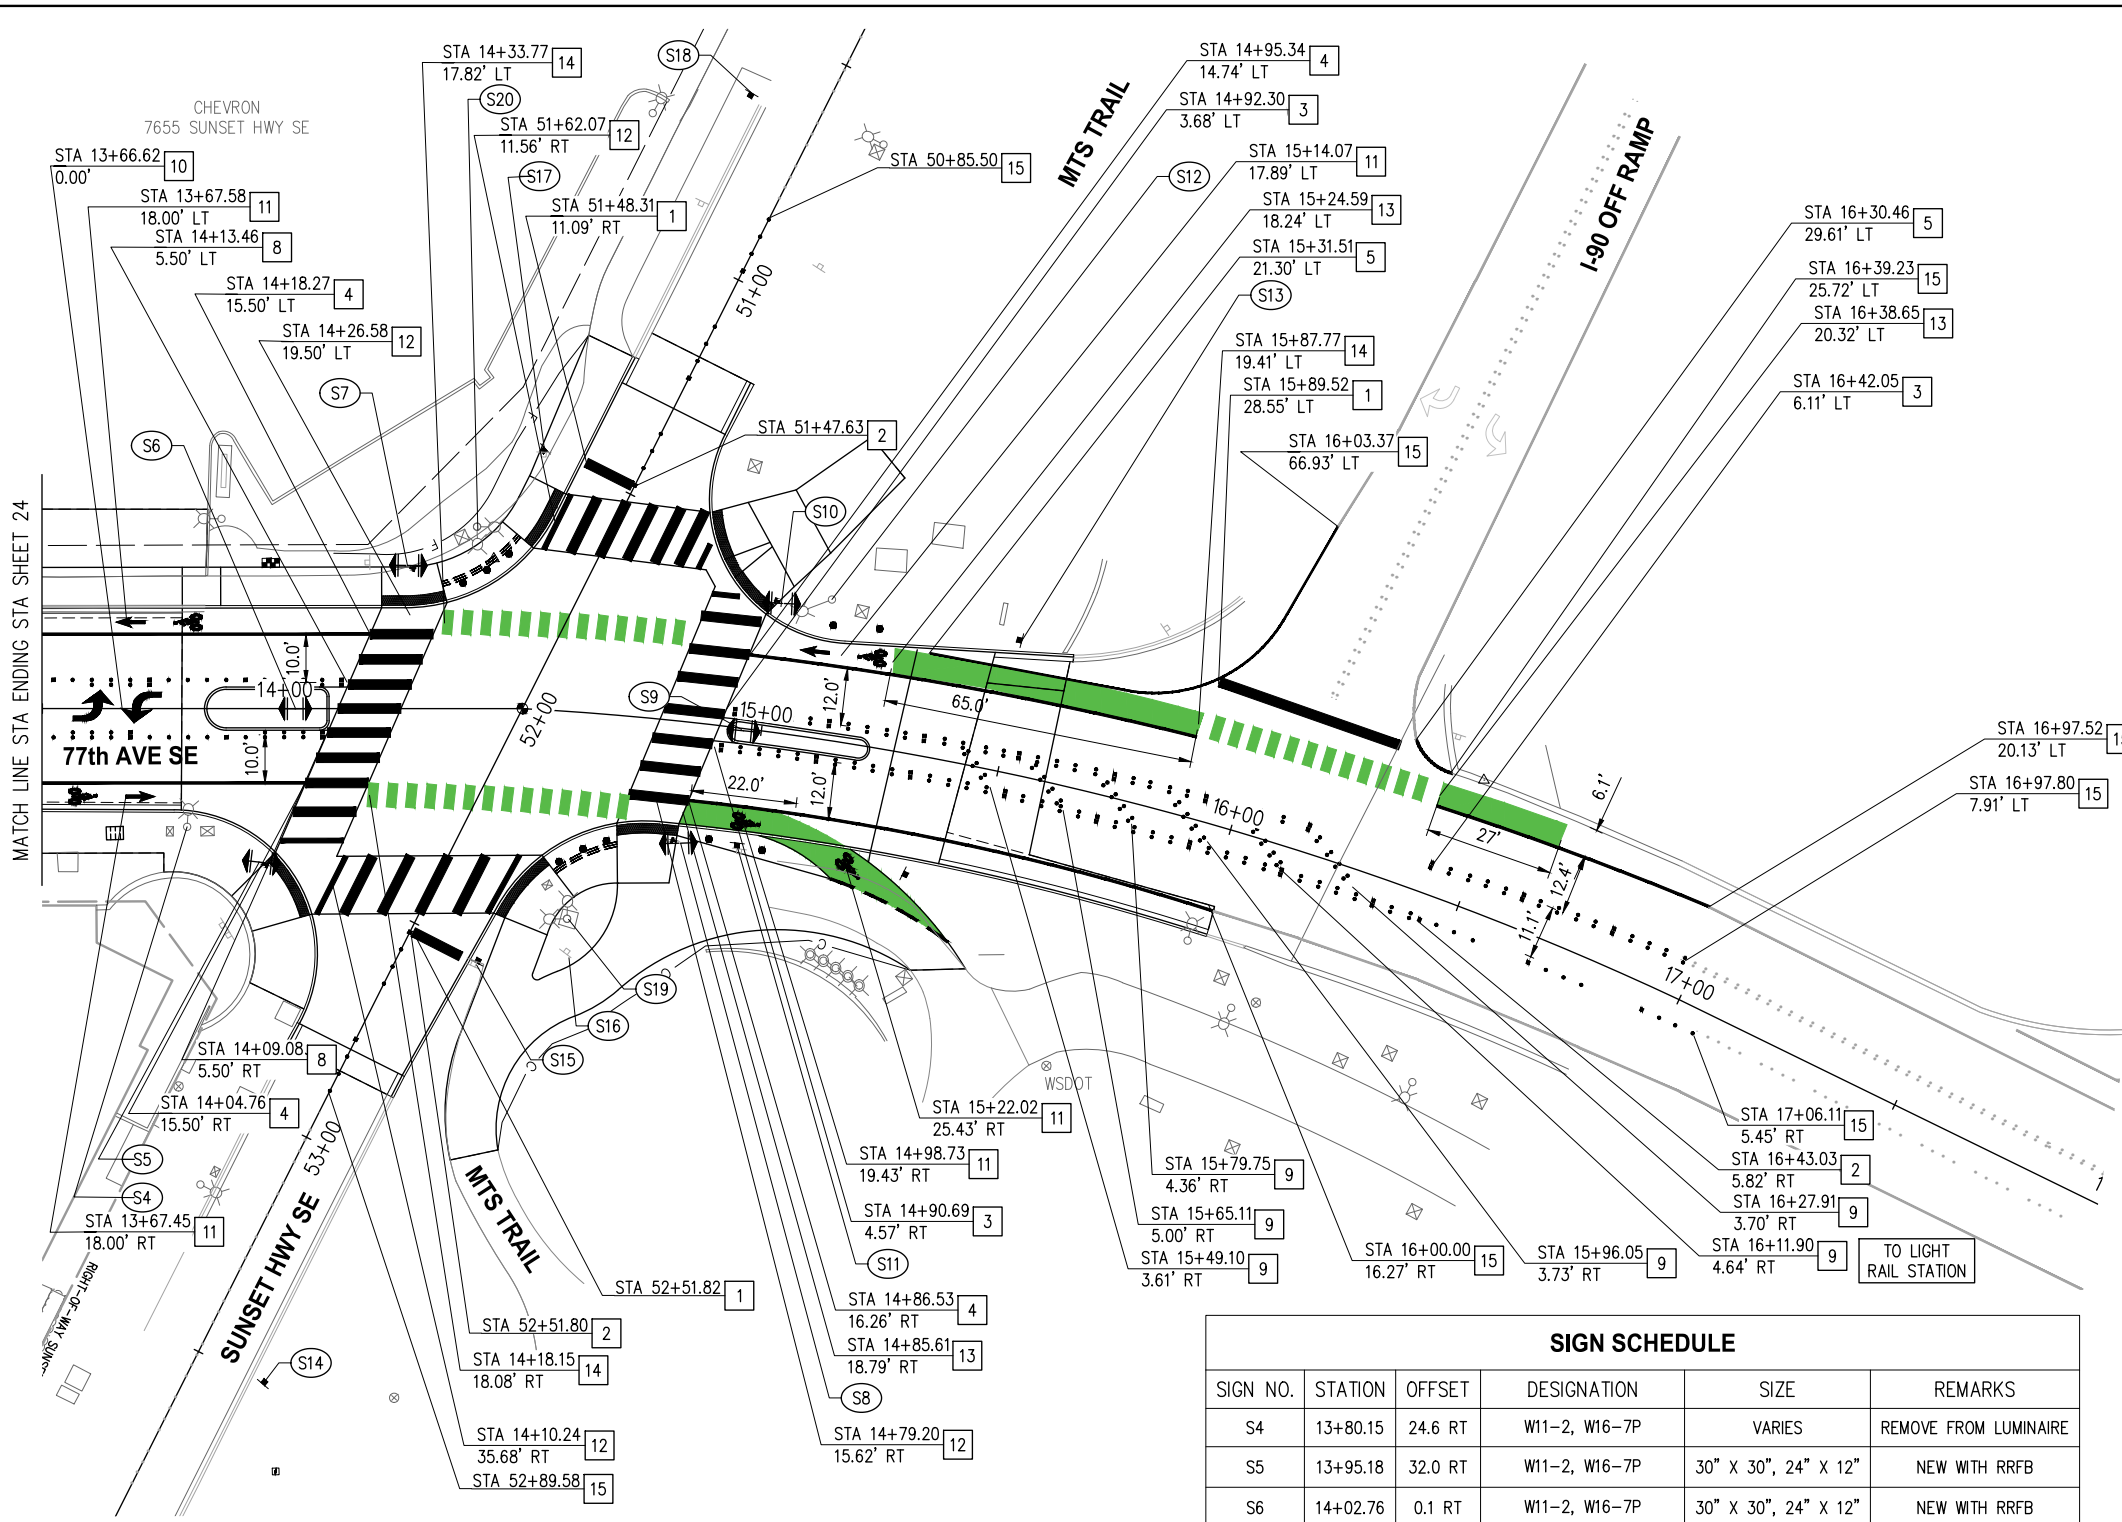 STA 14+33.77
17.82' LT
14
S20
STA 51+62.07
11.56' RT
12
S17
STA 51+48.31
11.09' RT
1
S18
CHEVRON
7655 SUNSET HWY SE
STA 13+66.62
0.00'
10
STA 13+67.58
18.00' LT
11
STA 14+13.46
5.50' LT
8
STA 14+18.27
15.50' LT
4
STA 14+26.58
19.50' LT
12
S7
S6
STA 50+85.50
15
51+00
STA 51+47.63
2
S10
MTS TRAIL
STA 14+95.34
14.74' LT
4
STA 14+92.30
3.68' LT
3
S12
STA 15+14.07
17.89' LT
11
STA 15+24.59
18.24' LT
13
STA 15+31.51
21.30' LT
5
S13
STA 15+87.77
19.41' LT
14
STA 15+89.52
28.55' LT
1
STA 16+03.37
66.93' LT
15
I-90 OFF RAMP
STA 16+30.46
29.61' LT
5
STA 16+39.23
25.72' LT
15
STA 16+38.65
20.32' LT
13
STA 16+42.05
6.11' LT
3
STA 16+97.52
20.13' LT
STA 16+97.80
7.91' LT
15
MATCH LINE STA ENDING STA SHEET 24
10.0'
14+00
77th AVE SE
10.0'
52+00
S9
15+00
12.0'
65.0'
22.0'
12.0'
16+00
6.1'
27'
12.4'
11.1'
17+00
S19
S16
S15
WSDOT
STA 14+09.08
5.50' RT
8
STA 14+04.76
15.50' RT
4
S5
S4
STA 13+67.45
18.00' RT
11
RIGHT-OF-WAY
53+00
SUNSET HWY SE
MTS TRAIL
S14
STA 52+51.82
1
STA 52+51.80
2
STA 14+18.15
18.08' RT
14
STA 14+10.24
35.68' RT
12
STA 52+89.58
15
STA 15+22.02
25.43' RT
11
STA 14+98.73
19.43' RT
11
STA 14+90.69
4.57' RT
3
S11
STA 14+86.53
16.26' RT
4
STA 14+85.61
18.79' RT
13
S8
STA 14+79.20
15.62' RT
12
STA 15+79.75
4.36' RT
9
STA 15+65.11
5.00' RT
9
STA 15+49.10
3.61' RT
9
STA 16+00.00
16.27' RT
15
STA 15+96.05
3.73' RT
9
STA 17+06.11
5.45' RT
15
STA 16+43.03
5.82' RT
2
STA 16+27.91
3.70' RT
9
STA 16+11.90
4.64' RT
9
TO LIGHT
RAIL STATION
SIGN SCHEDULE
SIGN NO. STATION OFFSET DESIGNATION SIZE REMARKS
S4 13+80.15 24.6 RT W11-2, W16-7P VARIES REMOVE FROM LUMINAIRE
S5 13+95.18 32.0 RT W11-2, W16-7P 30" X 30", 24" X 12" NEW WITH RRFB
S6 14+02.76 0.1 RT W11-2, W16-7P 30" X 30", 24" X 12" NEW WITH RRFB